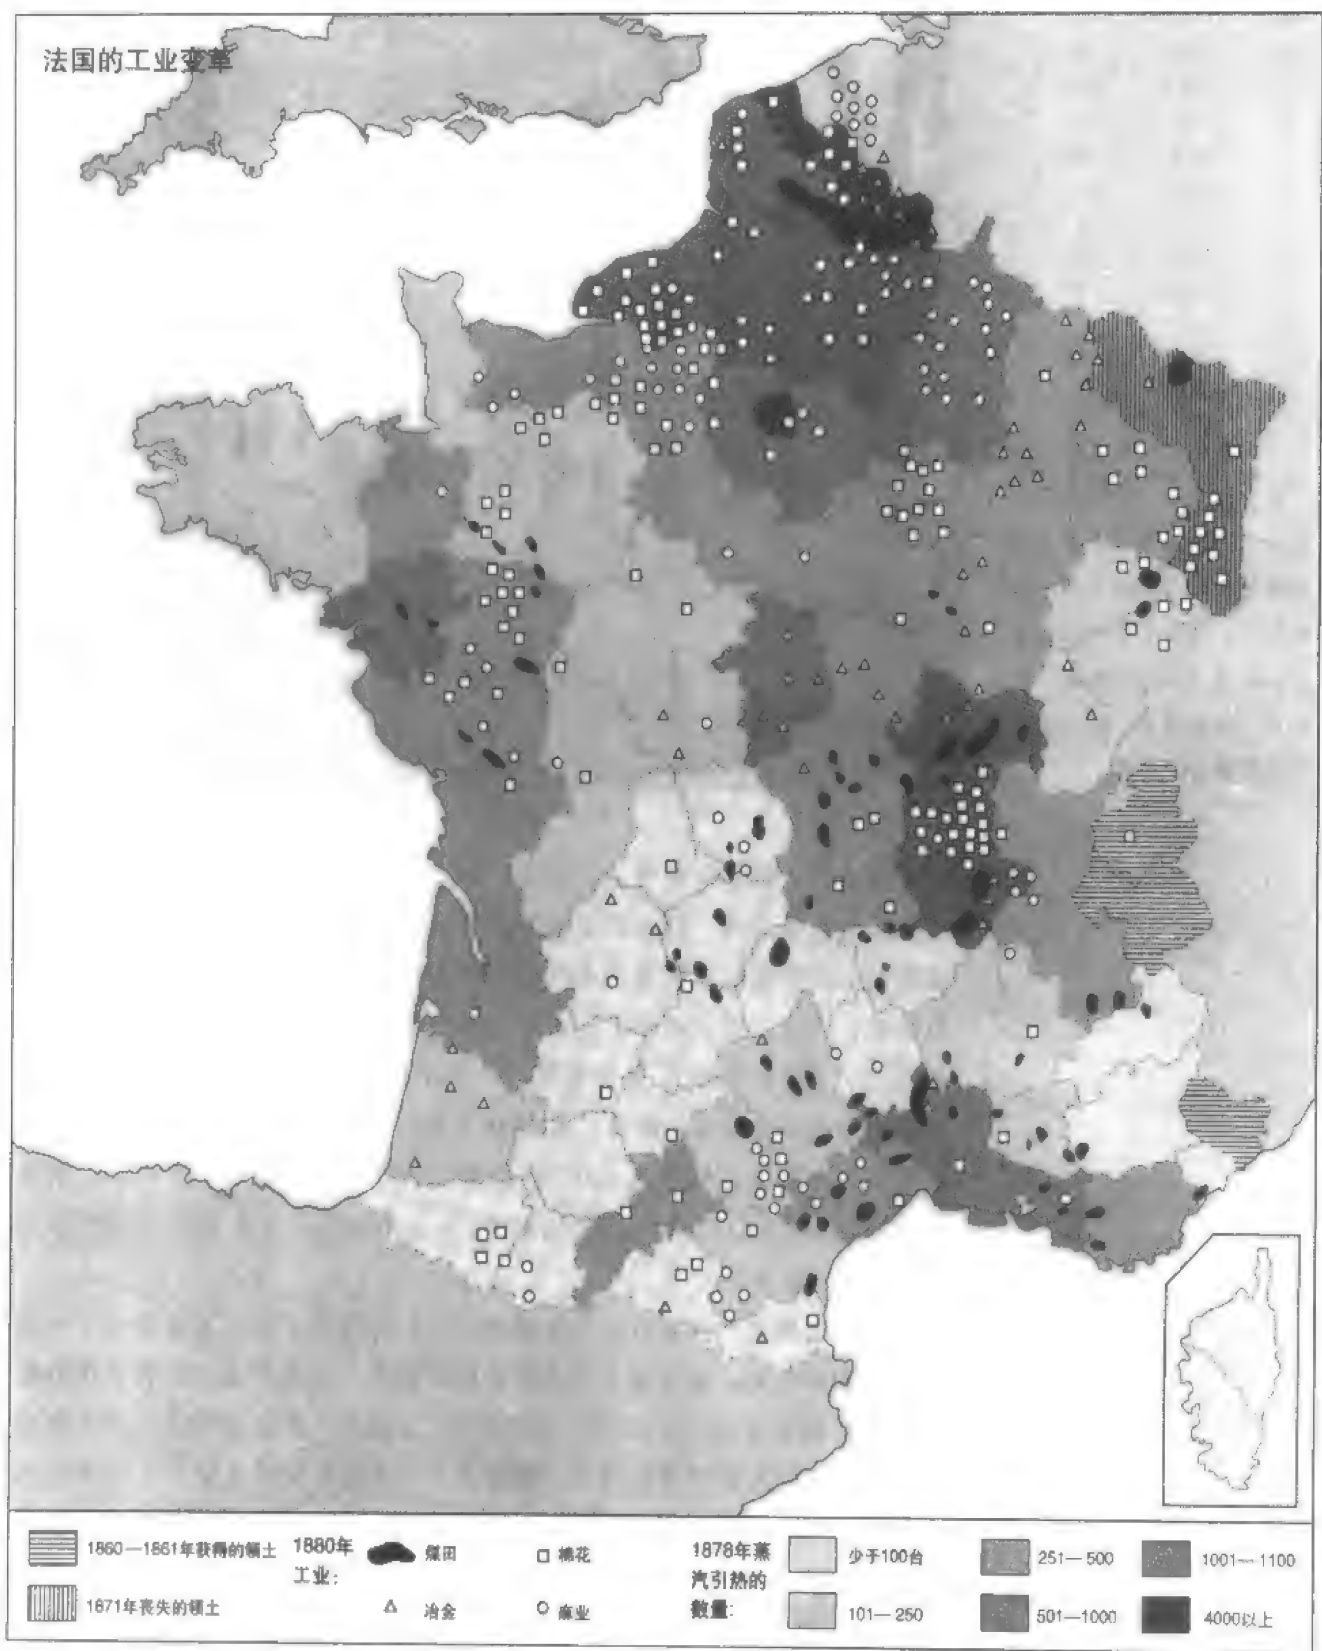 法国的工业变革
1860—1861年获得的领土
1871年丧失的领土
1880年
工业:
煤田
冶金
棉花
麻业
1878年蒸
汽引热的
数量:
少于100台
101—250
251—500
501—1000
1001—1100
4000以上